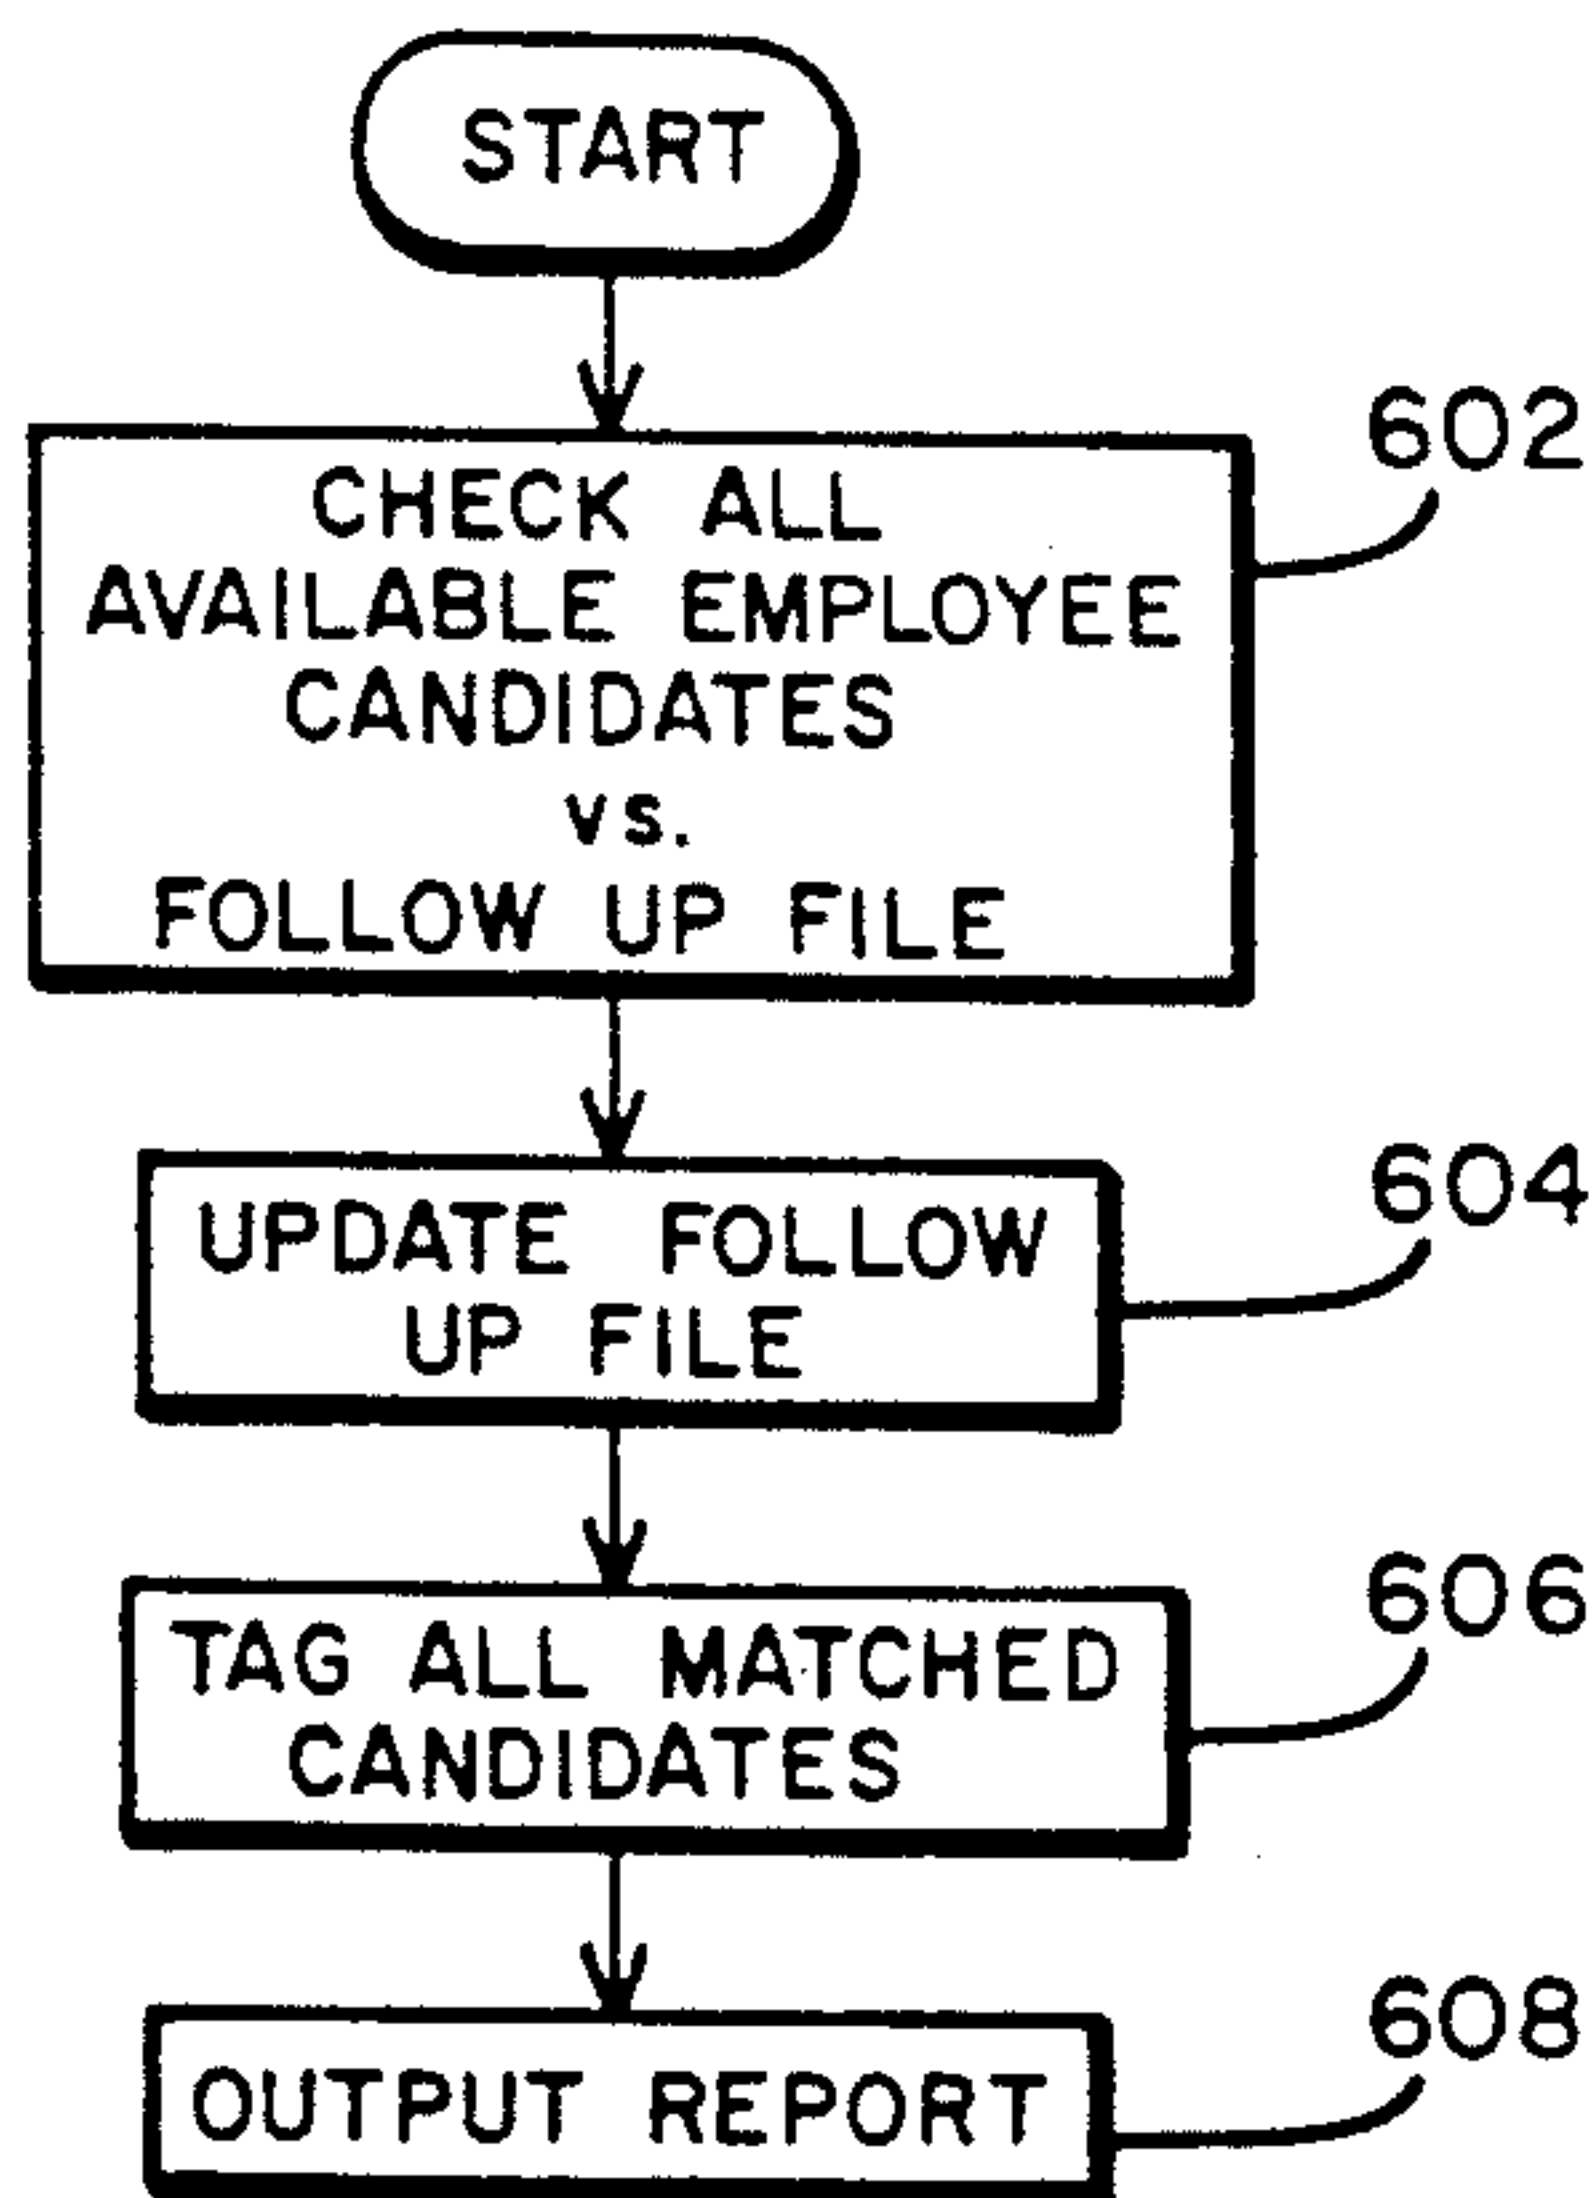 START
602
CHECK ALL
AVAILABLE EMPLOYEE
CANDIDATES
vs.
FOLLOW UP FILE
604
UPDATE FOLLOW
UP FILE
606
TAG ALL MATCHED
CANDIDATES
608
OUTPUT REPORT